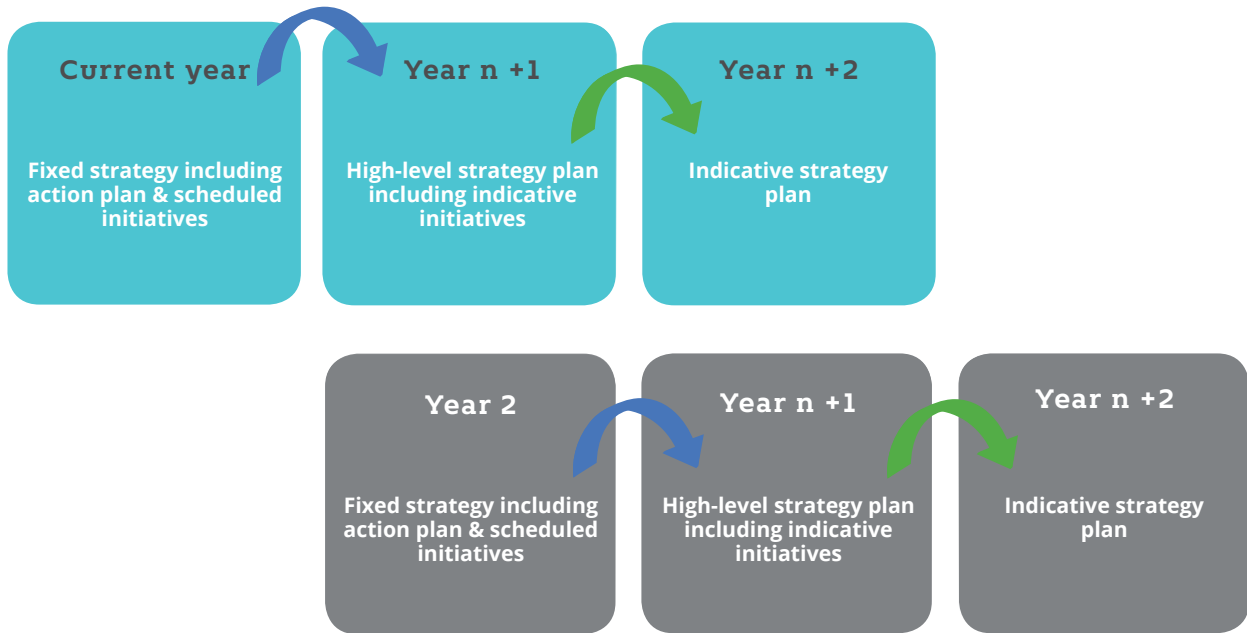 Current year
Fixed strategy including
action plan & scheduled
initiatives
Year n +1
High-level strategy plan
including indicative
initiatives
Year n +2
Indicative strategy
plan
Year 2
Fixed strategy including
action plan & scheduled
initiatives
Year n +1
High-level strategy plan
including indicative
initiatives
Year n +2
Indicative strategy
plan